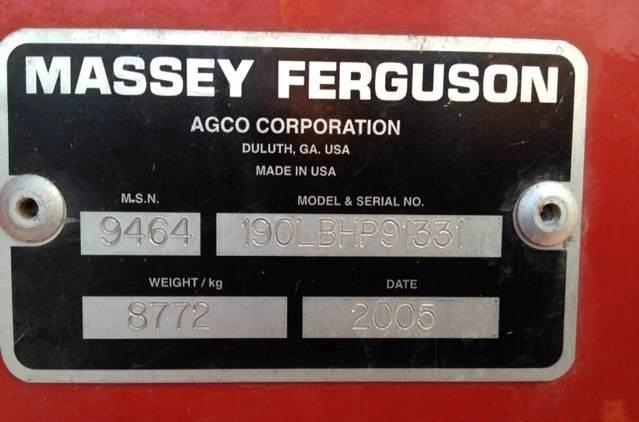 MASSEY FERGUSON
AGCO CORPORATION
DULUTH, GA. USA
MADE IN USA
M.S.N. MODEL & SERIAL NO.
9464 190LBHP91331
WEIGHT / kg DATE
8772 2005